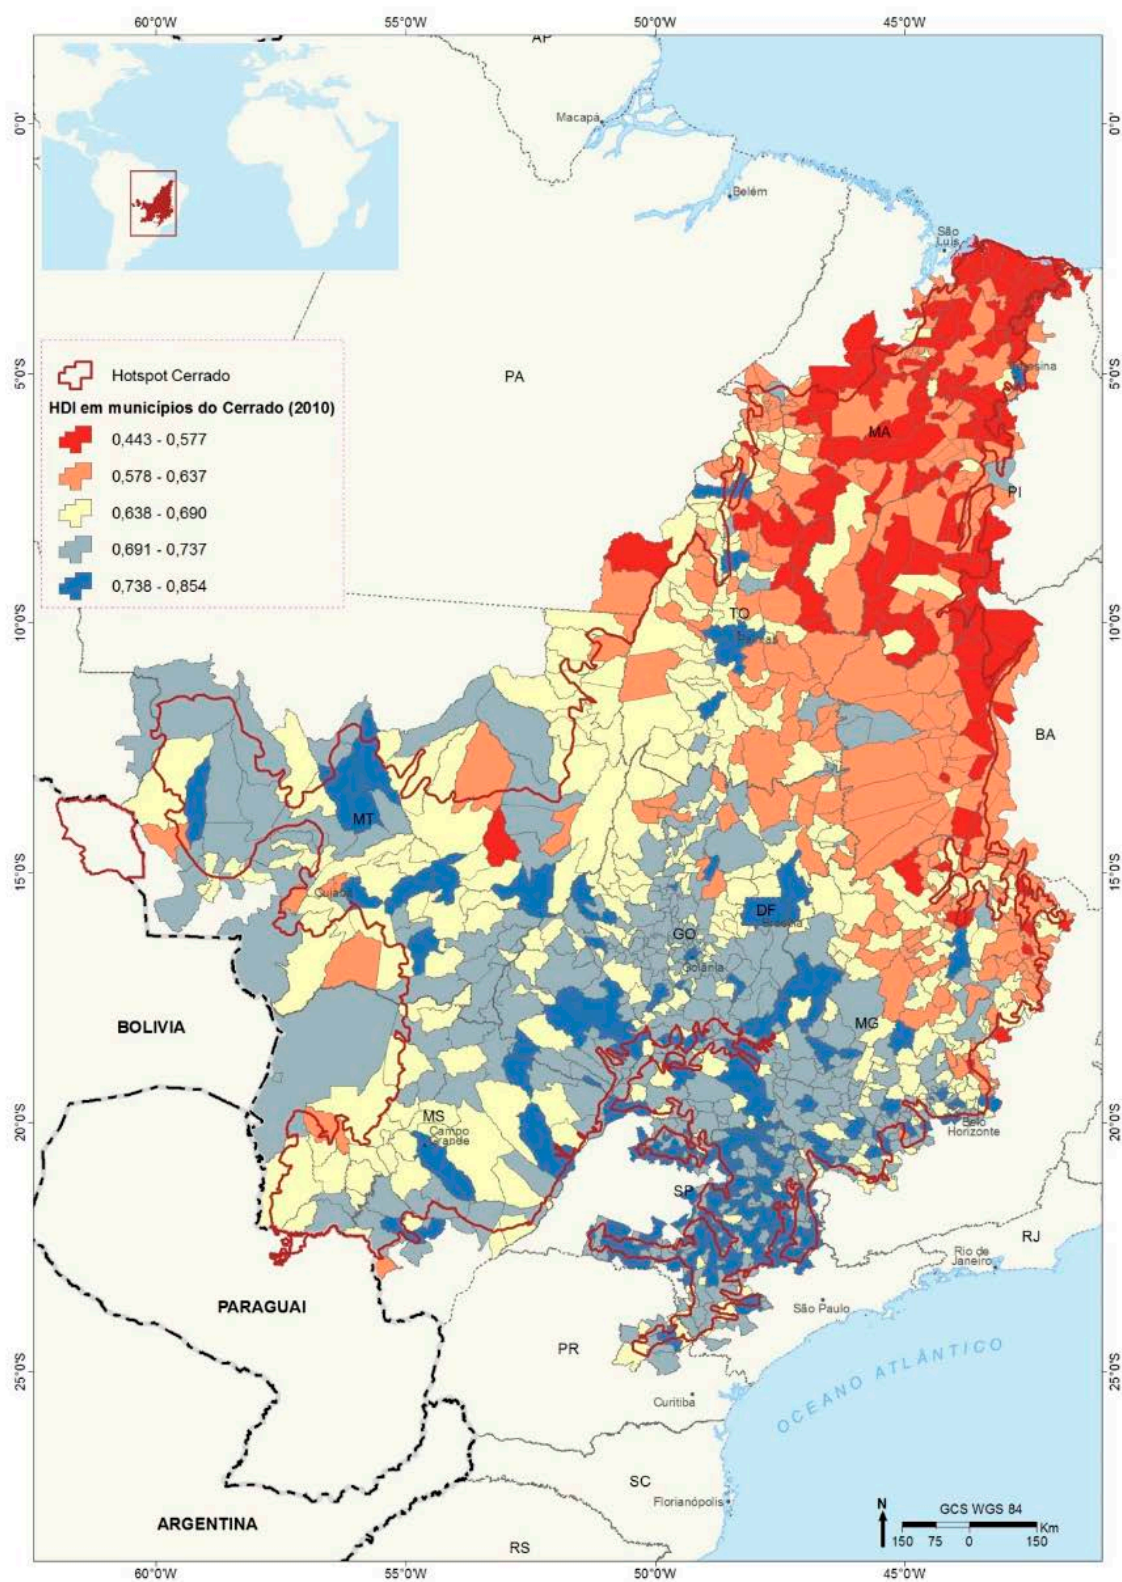 60°0'W 55°0'W 50°0'W 45°0'W
AP
Macapá
0°0' 0°0'
Belém
São
Luís
5°0'S 5°0'S
PA
Hotspot Cerrado
HDI em municípios do Cerrado (2010)
0,443 - 0,577
0,578 - 0,637
0,638 - 0,690
0,691 - 0,737
0,738 - 0,854
MA
PI
TO
10°0'S 10°0'S
BA
MT
15°0'S 15°0'S
Cuiabá
DF
Brasília
GO
Goiânia
BOLIVIA
MG
MS
Campo
Grande
20°0'S 20°0'S
Belo
Horizonte
SP
RJ
Rio de
Janeiro
PARAGUAI
São Paulo
PR
25°0'S 25°0'S
OCEANO ATLÂNTICO
Curitiba
SC
Florianópolis
ARGENTINA
RS
N
GCS WGS 84
150 75 0 150 Km
60°0'W 55°0'W 50°0'W 45°0'W